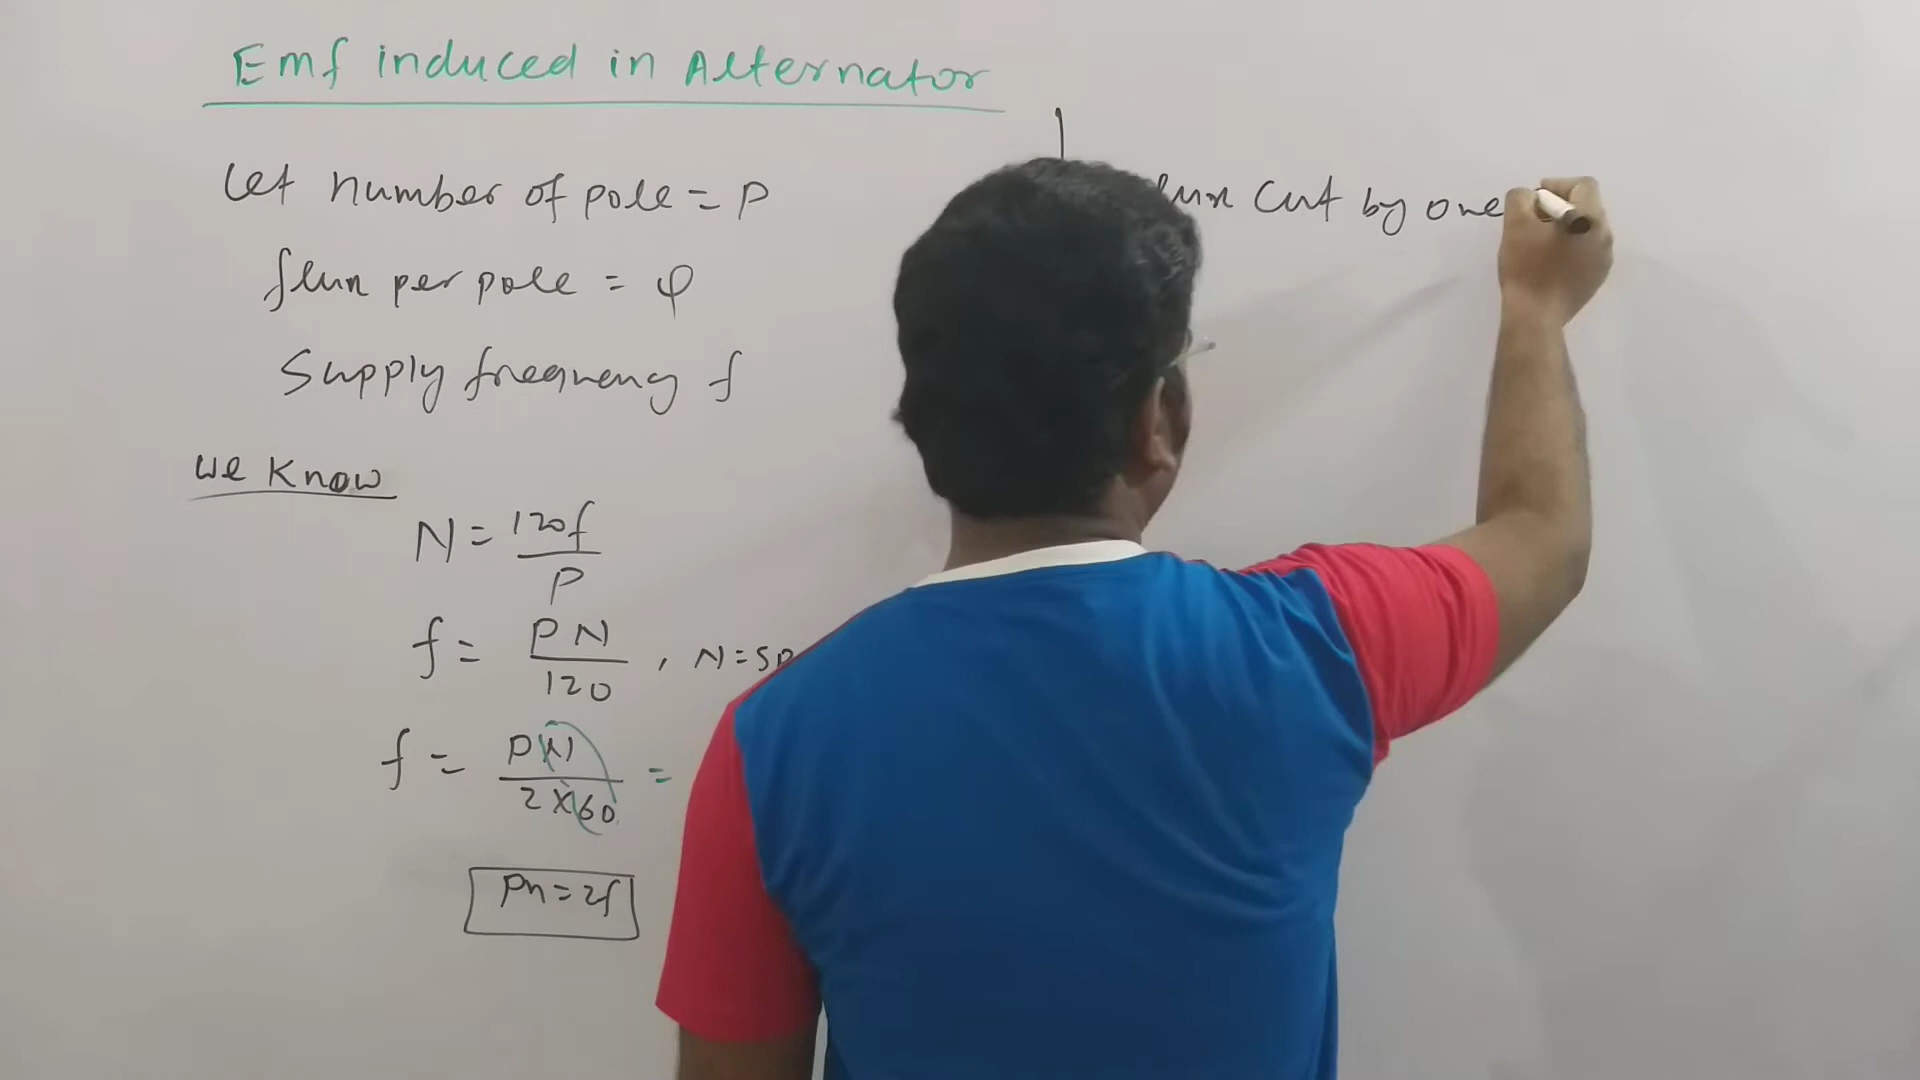 Emf induced in Alternator
Let number of pole = P
flux per pole = φ
Supply frequency f
We Know
N = 120f / P
f = PN / 120 , N = sp
f = PN / 2×60 =
Pn = 2f
cut by one